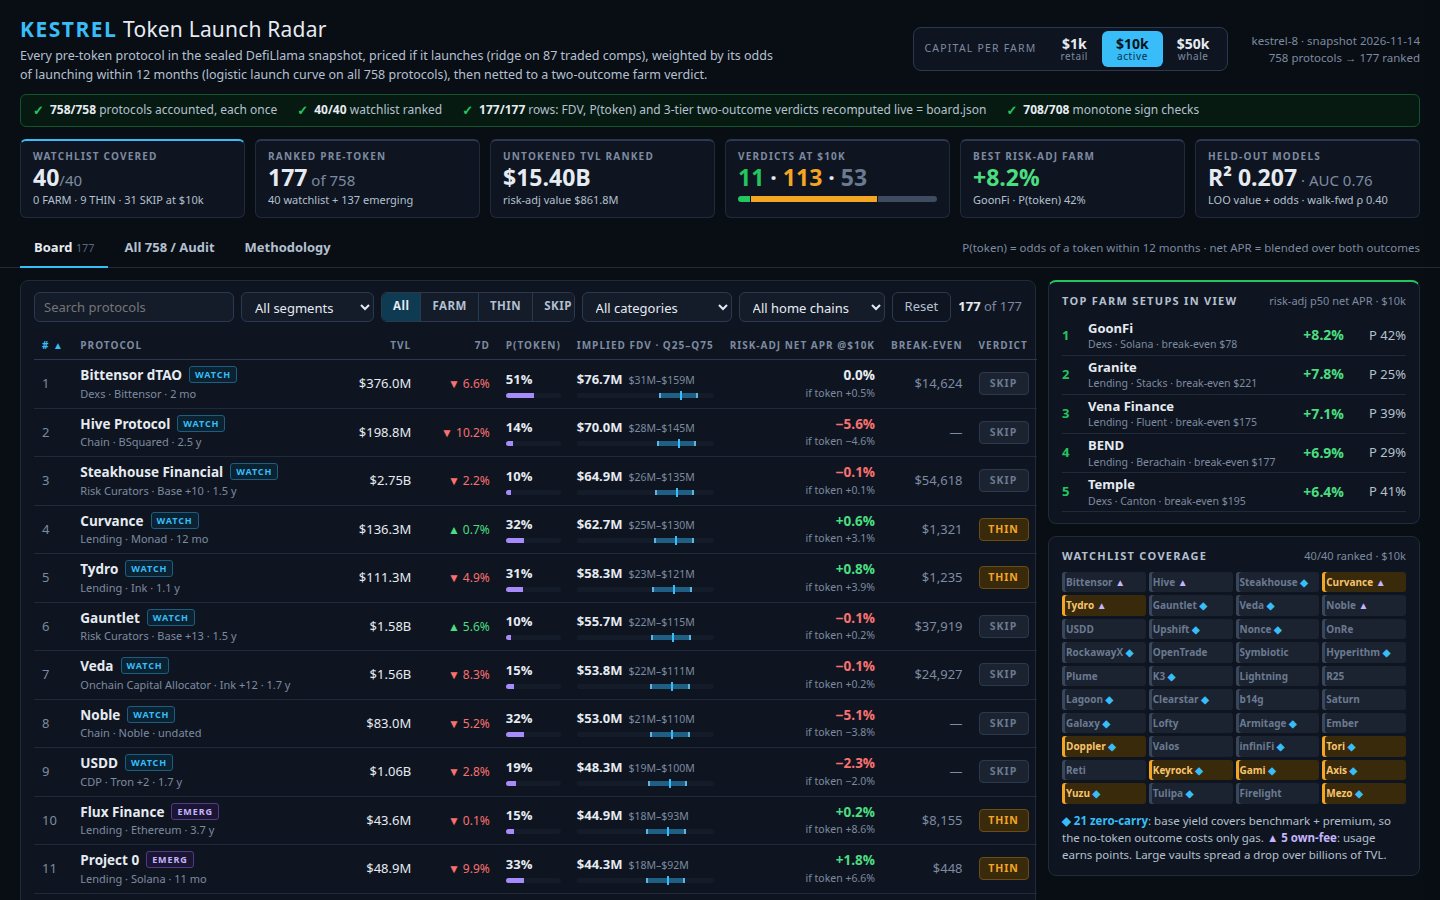 KESTREL Token Launch Radar
Every pre-token protocol in the sealed DefiLlama snapshot, priced if it launches (ridge on 87 traded comps), weighted by its odds
of launching within 12 months (logistic launch curve on all 758 protocols), then netted to a two-outcome farm verdict.
CAPITAL PER FARM
$1k
retail
$10k
active
$50k
whale
kestrel-8 · snapshot 2026-11-14
758 protocols → 177 ranked
✓ 758/758 protocols accounted, each once ✓ 40/40 watchlist ranked ✓ 177/177 rows: FDV, P(token) and 3-tier two-outcome verdicts recomputed live = board.json ✓ 708/708 monotone sign checks
WATCHLIST COVERED
40/40
0 FARM · 9 THIN · 31 SKIP at $10k
RANKED PRE-TOKEN
177 of 758
40 watchlist + 137 emerging
UNTOKENED TVL RANKED
$15.40B
risk-adj value $861.8M
VERDICTS AT $10K
11 · 113 · 53
BEST RISK-ADJ FARM
+8.2%
GoonFi · P(token) 42%
HELD-OUT MODELS
R² 0.207 · AUC 0.76
LOO value + odds · walk-fwd ρ 0.40
Board 177 All 758 / Audit Methodology
P(token) = odds of a token within 12 months · net APR = blended over both outcomes
Search protocols All segments All FARM THIN SKIP All categories All home chains Reset 177 of 177
# ▲ PROTOCOL TVL 7D P(TOKEN) IMPLIED FDV · Q25–Q75 RISK-ADJ NET APR @$10K BREAK-EVEN VERDICT
1 Bittensor dTAO WATCH $376.0M ▼ 6.6% 51% $76.7M $31M–$159M 0.0% $14,624 SKIP
Dexs · Bittensor · 2 mo if token +0.5%
2 Hive Protocol WATCH $198.8M ▼ 10.2% 14% $70.0M $28M–$145M −5.6% — SKIP
Chain · BSquared · 2.5 y if token −4.6%
3 Steakhouse Financial WATCH $2.75B ▼ 2.2% 10% $64.9M $26M–$135M −0.1% $54,618 SKIP
Risk Curators · Base +10 · 1.5 y if token +0.1%
4 Curvance WATCH $136.3M ▲ 0.7% 32% $62.7M $25M–$130M +0.6% $1,321 THIN
Lending · Monad · 12 mo if token +3.1%
5 Tydro WATCH $111.3M ▼ 4.9% 31% $58.3M $23M–$121M +0.8% $1,235 THIN
Lending · Ink · 1.1 y if token +3.9%
6 Gauntlet WATCH $1.58B ▲ 5.6% 10% $55.7M $22M–$115M −0.1% $37,919 SKIP
Risk Curators · Base +13 · 1.5 y if token +0.2%
7 Veda WATCH $1.56B ▼ 8.3% 15% $53.8M $22M–$111M −0.1% $24,927 SKIP
Onchain Capital Allocator · Ink +12 · 1.7 y if token +0.2%
8 Noble WATCH $83.0M ▼ 5.2% 32% $53.0M $21M–$110M −5.1% — SKIP
Chain · Noble · undated if token −3.8%
9 USDD WATCH $1.06B ▼ 2.8% 19% $48.3M $19M–$100M −2.3% — SKIP
CDP · Tron +2 · 1.7 y if token −2.0%
10 Flux Finance EMERG $43.6M ▼ 0.1% 15% $44.9M $18M–$93M +0.2% $8,155 THIN
Lending · Ethereum · 3.7 y if token +8.6%
11 Project 0 EMERG $48.9M ▼ 9.9% 33% $44.3M $18M–$92M +1.8% $448 THIN
Lending · Solana · 11 mo if token +6.6%
TOP FARM SETUPS IN VIEW risk-adj p50 net APR · $10k
1 GoonFi +8.2% P 42%
Dexs · Solana · break-even $78
2 Granite +7.8% P 25%
Lending · Stacks · break-even $221
3 Vena Finance +7.1% P 39%
Lending · Fluent · break-even $175
4 BEND +6.9% P 29%
Lending · Berachain · break-even $177
5 Temple +6.4% P 41%
Dexs · Canton · break-even $195
WATCHLIST COVERAGE 40/40 ranked · $10k
Bittensor ▲ Hive ▲ Steakhouse ◆ Curvance ▲
Tydro ▲ Gauntlet ◆ Veda ◆ Noble ▲
USDD Upshift ◆ Nonce ◆ OnRe
RockawayX ◆ OpenTrade Symbiotic Hyperithm ◆
Plume K3 ◆ Lightning R25
Lagoon ◆ Clearstar ◆ b14g Saturn
Galaxy ◆ Lofty Armitage ◆ Ember
Doppler ◆ Valos infiniFi ◆ Tori ◆
Reti Keyrock ◆ Gami ◆ Axis ◆
Yuzu ◆ Tulipa ◆ Firelight Mezo ◆
◆ 21 zero-carry: base yield covers benchmark + premium, so
the no-token outcome costs only gas. ▲ 5 own-fee: usage
earns points. Large vaults spread a drop over billions of TVL.